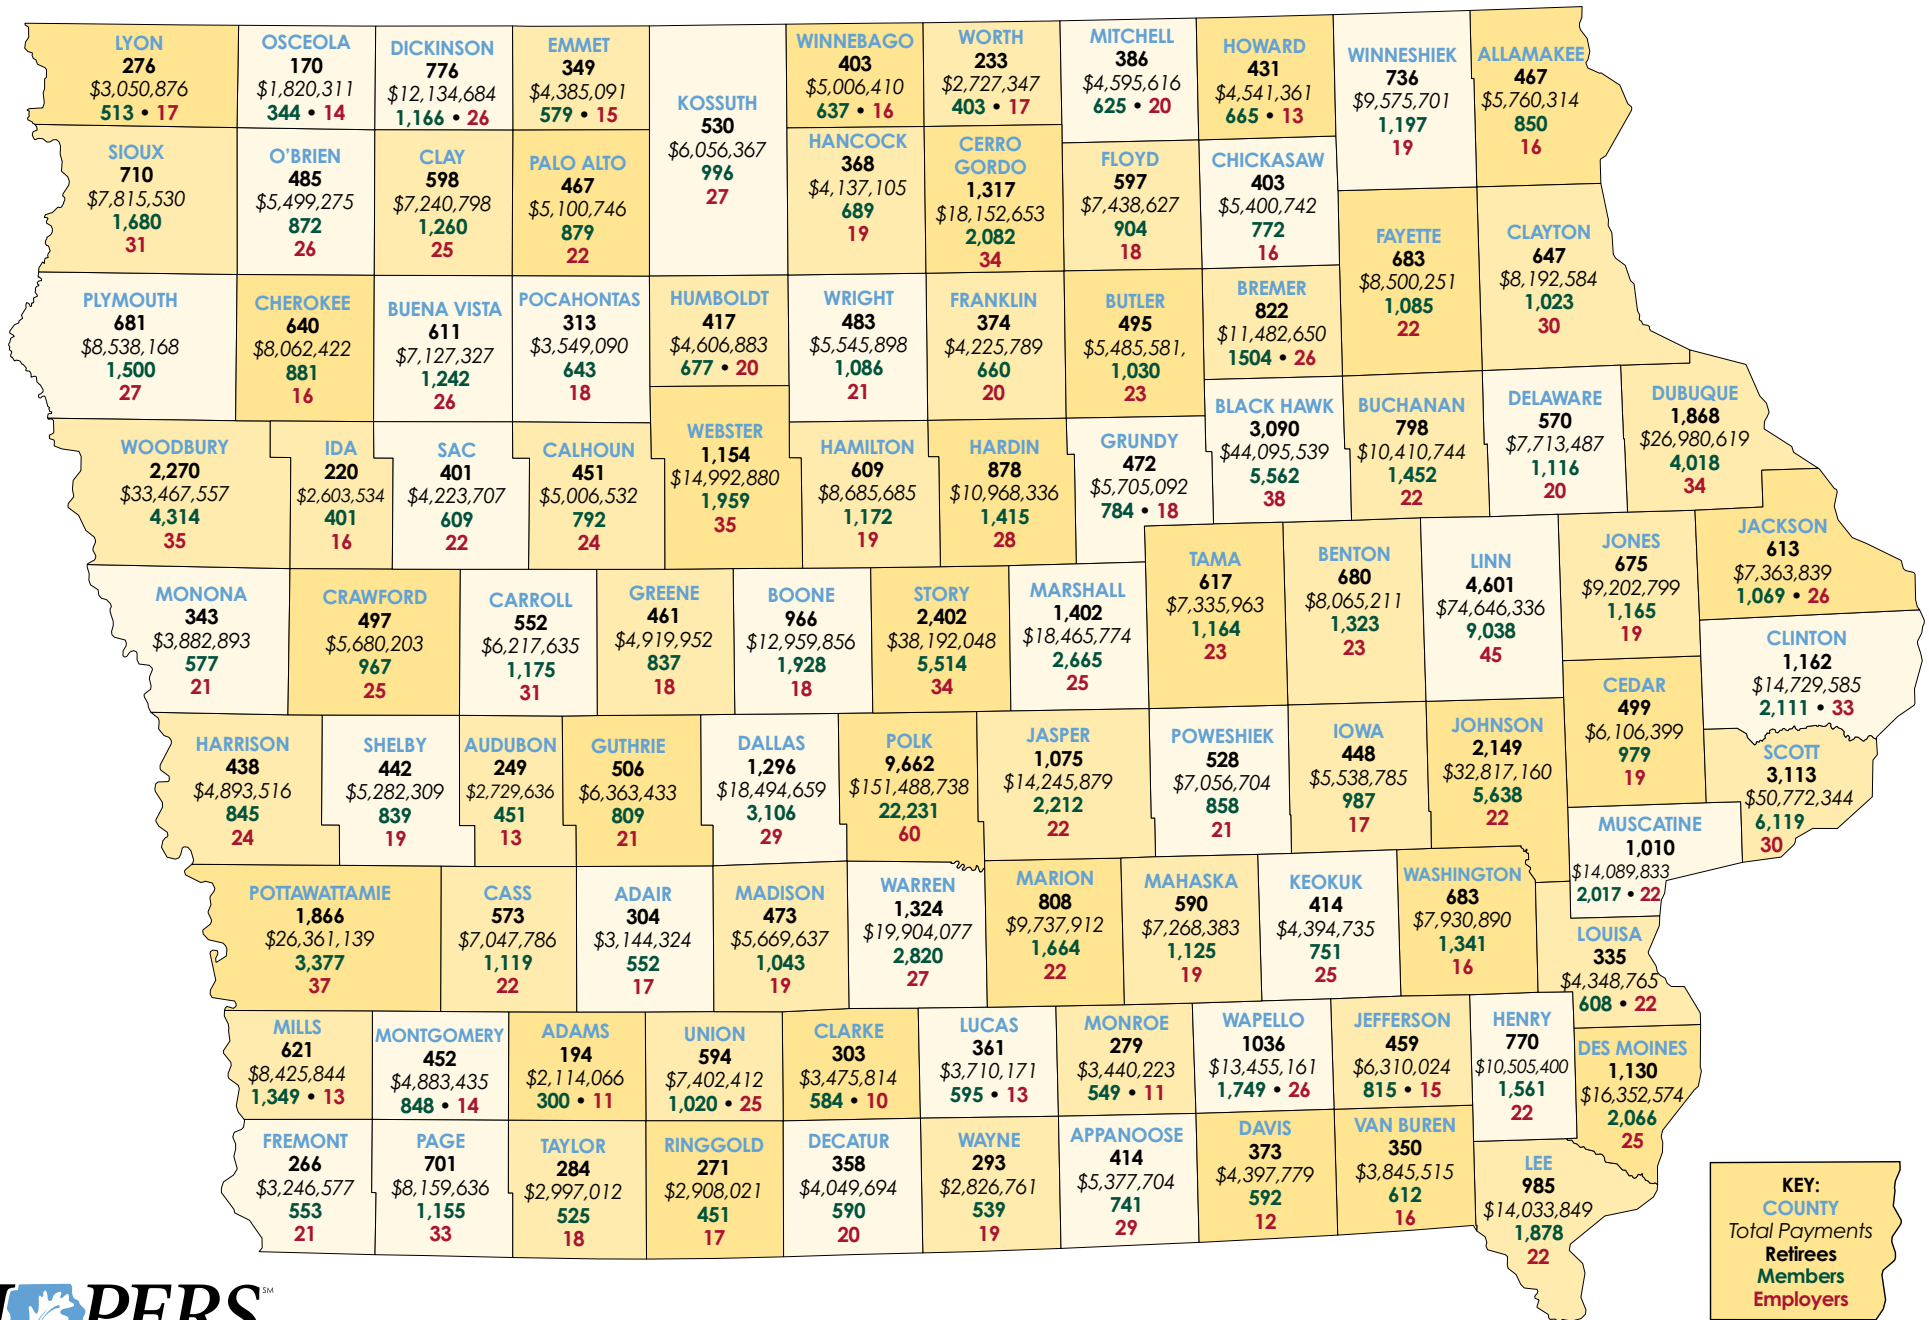 LYON
276
$3,050,876
513 • 17
OSCEOLA
170
$1,820,311
344 • 14
DICKINSON
776
$12,134,684
1,166 • 26
EMMET
349
$4,385,091
579 • 15
KOSSUTH
530
$6,056,367
996
27
WINNEBAGO
403
$5,006,410
637 • 16
WORTH
233
$2,727,347
403 • 17
MITCHELL
386
$4,595,616
625 • 20
HOWARD
431
$4,541,361
665 • 13
WINNESHIEK
736
$9,575,701
1,197
19
ALLAMAKEE
467
$5,760,314
850
16
SIOUX
710
$7,815,530
1,680
31
O'BRIEN
485
$5,499,275
872
26
CLAY
598
$7,240,798
1,260
25
PALO ALTO
467
$5,100,746
879
22
HANCOCK
368
$4,137,105
689
19
CERRO
GORDO
1,317
$18,152,653
2,082
34
FLOYD
597
$7,438,627
904
18
CHICKASAW
403
$5,400,742
772
16
FAYETTE
683
$8,500,251
1,085
22
CLAYTON
647
$8,192,584
1,023
30
PLYMOUTH
681
$8,538,168
1,500
27
CHEROKEE
640
$8,062,422
881
16
BUENA VISTA
611
$7,127,327
1,242
26
POCAHONTAS
313
$3,549,090
643
18
HUMBOLDT
417
$4,606,883
677 • 20
WRIGHT
483
$5,545,898
1,086
21
FRANKLIN
374
$4,225,789
660
20
BUTLER
495
$5,485,581,
1,030
23
BREMER
822
$11,482,650
1504 • 26
BLACK HAWK
3,090
$44,095,539
5,562
38
BUCHANAN
798
$10,410,744
1,452
22
DELAWARE
570
$7,713,487
1,116
20
DUBUQUE
1,868
$26,980,619
4,018
34
WOODBURY
2,270
$33,467,557
4,314
35
IDA
220
$2,603,534
401
16
SAC
401
$4,223,707
609
22
CALHOUN
451
$5,006,532
792
24
WEBSTER
1,154
$14,992,880
1,959
35
HAMILTON
609
$8,685,685
1,172
19
HARDIN
878
$10,968,336
1,415
28
GRUNDY
472
$5,705,092
784 • 18
TAMA
617
$7,335,963
1,164
23
BENTON
680
$8,065,211
1,323
23
LINN
4,601
$74,646,336
9,038
45
JONES
675
$9,202,799
1,165
19
JACKSON
613
$7,363,839
1,069 • 26
MONONA
343
$3,882,893
577
21
CRAWFORD
497
$5,680,203
967
25
CARROLL
552
$6,217,635
1,175
31
GREENE
461
$4,919,952
837
18
BOONE
966
$12,959,856
1,928
18
STORY
2,402
$38,192,048
5,514
34
MARSHALL
1,402
$18,465,774
2,665
25
CLINTON
1,162
$14,729,585
2,111 • 33
CEDAR
499
$6,106,399
979
19
HARRISON
438
$4,893,516
845
24
SHELBY
442
$5,282,309
839
19
AUDUBON
249
$2,729,636
451
13
GUTHRIE
506
$6,363,433
809
21
DALLAS
1,296
$18,494,659
3,106
29
POLK
9,662
$151,488,738
22,231
60
JASPER
1,075
$14,245,879
2,212
22
POWESHIEK
528
$7,056,704
858
21
IOWA
448
$5,538,785
987
17
JOHNSON
2,149
$32,817,160
5,638
22
SCOTT
3,113
$50,772,344
6,119
30
MUSCATINE
1,010
$14,089,833
2,017 • 22
POTTAWATTAMIE
1,866
$26,361,139
3,377
37
CASS
573
$7,047,786
1,119
22
ADAIR
304
$3,144,324
552
17
MADISON
473
$5,669,637
1,043
19
WARREN
1,324
$19,904,077
2,820
27
MARION
808
$9,737,912
1,664
22
MAHASKA
590
$7,268,383
1,125
19
KEOKUK
414
$4,394,735
751
25
WASHINGTON
683
$7,930,890
1,341
16
LOUISA
335
$4,348,765
608 • 22
MILLS
621
$8,425,844
1,349 • 13
MONTGOMERY
452
$4,883,435
848 • 14
ADAMS
194
$2,114,066
300 • 11
UNION
594
$7,402,412
1,020 • 25
CLARKE
303
$3,475,814
584 • 10
LUCAS
361
$3,710,171
595 • 13
MONROE
279
$3,440,223
549 • 11
WAPELLO
1036
$13,455,161
1,749 • 26
JEFFERSON
459
$6,310,024
815 • 15
HENRY
770
$10,505,400
1,561
22
DES MOINES
1,130
$16,352,574
2,066
25
FREMONT
266
$3,246,577
553
21
PAGE
701
$8,159,636
1,155
33
TAYLOR
284
$2,997,012
525
18
RINGGOLD
271
$2,908,021
451
17
DECATUR
358
$4,049,694
590
20
WAYNE
293
$2,826,761
539
19
APPANOOSE
414
$5,377,704
741
29
DAVIS
373
$4,397,779
592
12
VAN BUREN
350
$3,845,515
612
16
LEE
985
$14,033,849
1,878
22
KEY:
COUNTY
Total Payments
Retirees
Members
Employers
I PERS SM